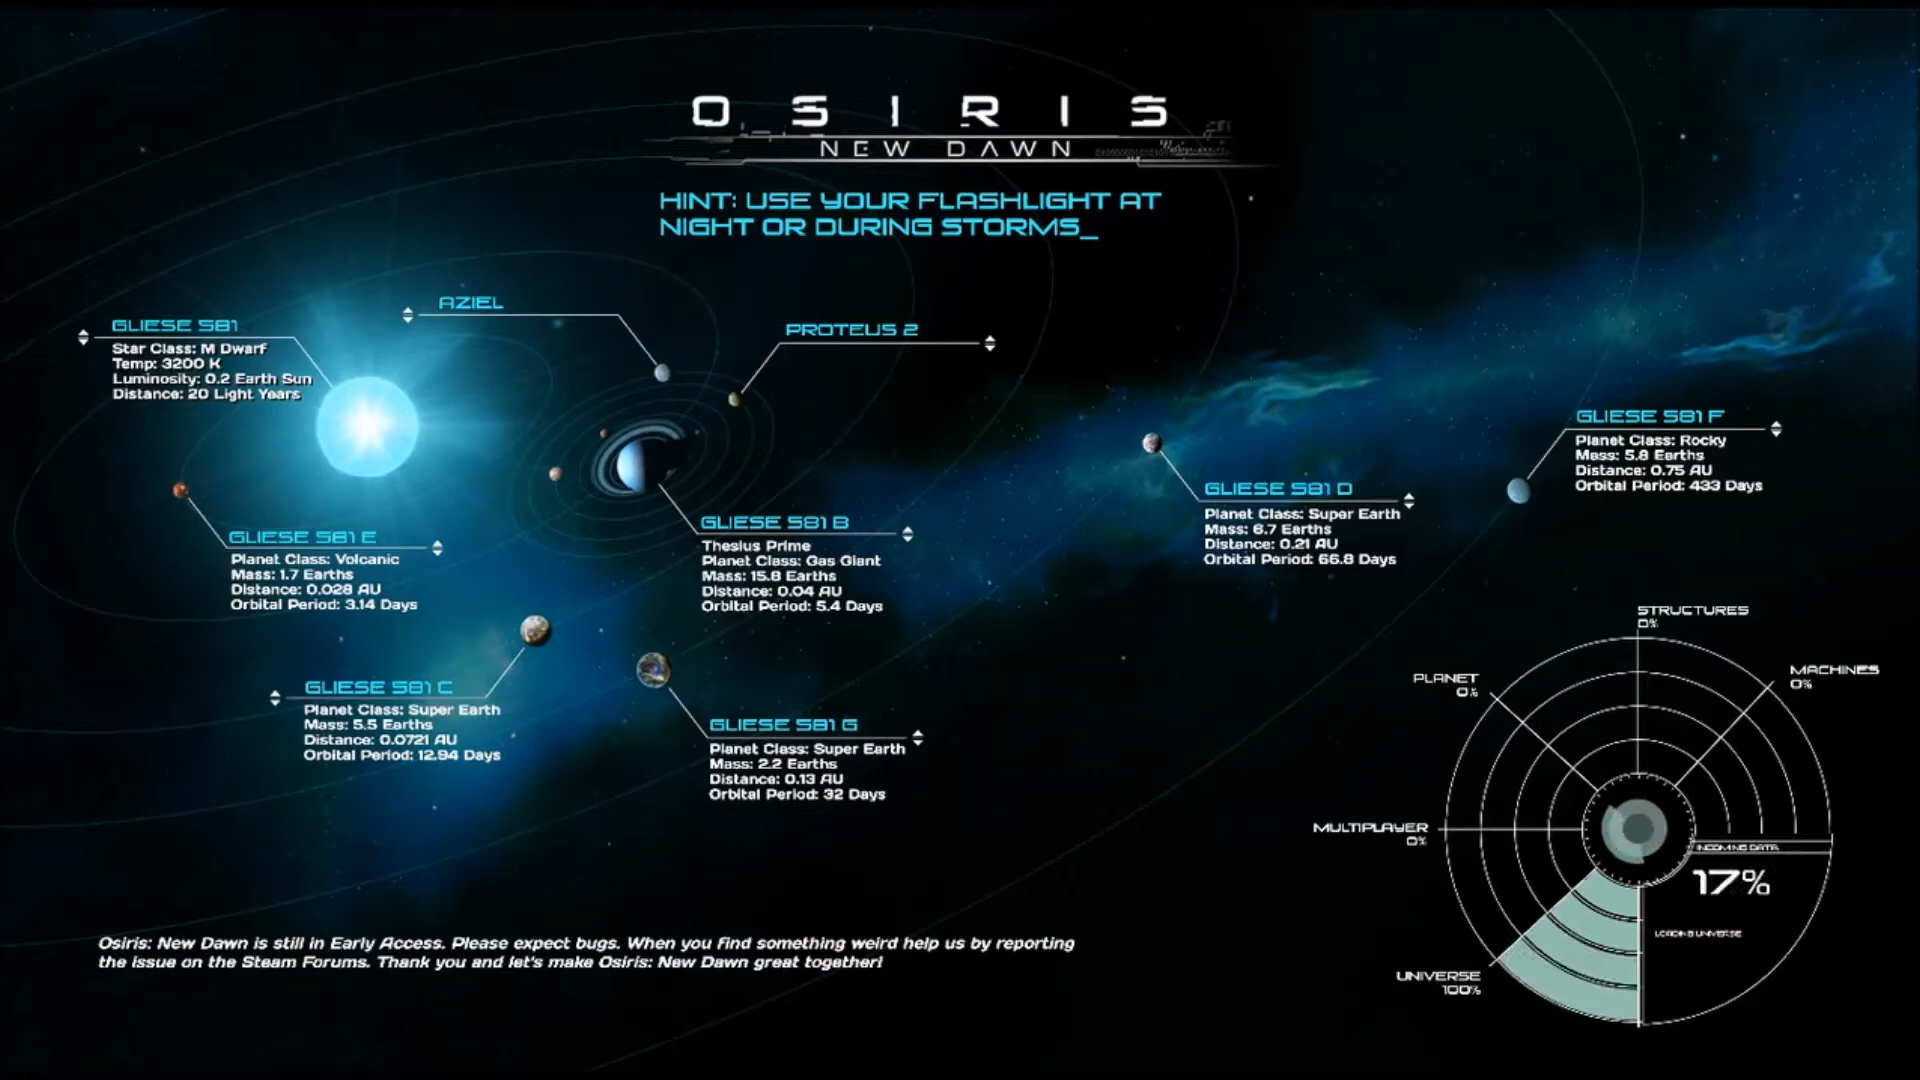 OSIRIS
NEW DAWN
HINT: USE YOUR FLASHLIGHT AT
NIGHT OR DURING STORMS_
AZIEL
GLIESE 581
Star Class: M Dwarf
Temp: 3200 K
Luminosity: 0.2 Earth Sun
Distance: 20 Light Years
PROTEUS 2
GLIESE 581 F
Planet Class: Rocky
Mass: 5.8 Earths
Distance: 0.75 AU
Orbital Period: 433 Days
GLIESE 581 D
Planet Class: Super Earth
Mass: 6.7 Earths
Distance: 0.21 AU
Orbital Period: 66.8 Days
GLIESE 581 B
Thesius Prime
Planet Class: Gas Giant
Mass: 15.8 Earths
Distance: 0.04 AU
Orbital Period: 5.4 Days
GLIESE 581 E
Planet Class: Volcanic
Mass: 1.7 Earths
Distance: 0.028 AU
Orbital Period: 3.14 Days
GLIESE 581 C
Planet Class: Super Earth
Mass: 5.5 Earths
Distance: 0.0721 AU
Orbital Period: 12.94 Days
GLIESE 581 G
Planet Class: Super Earth
Mass: 2.2 Earths
Distance: 0.13 AU
Orbital Period: 32 Days
STRUCTURES
0%
MACHINES
0%
PLANET
0%
MULTIPLAYER
0%
INCOMING DATA
17%
LOADING UNIVERSE
UNIVERSE
100%
Osiris: New Dawn is still in Early Access. Please expect bugs. When you find something weird help us by reporting
the issue on the Steam Forums. Thank you and let's make Osiris: New Dawn great together!